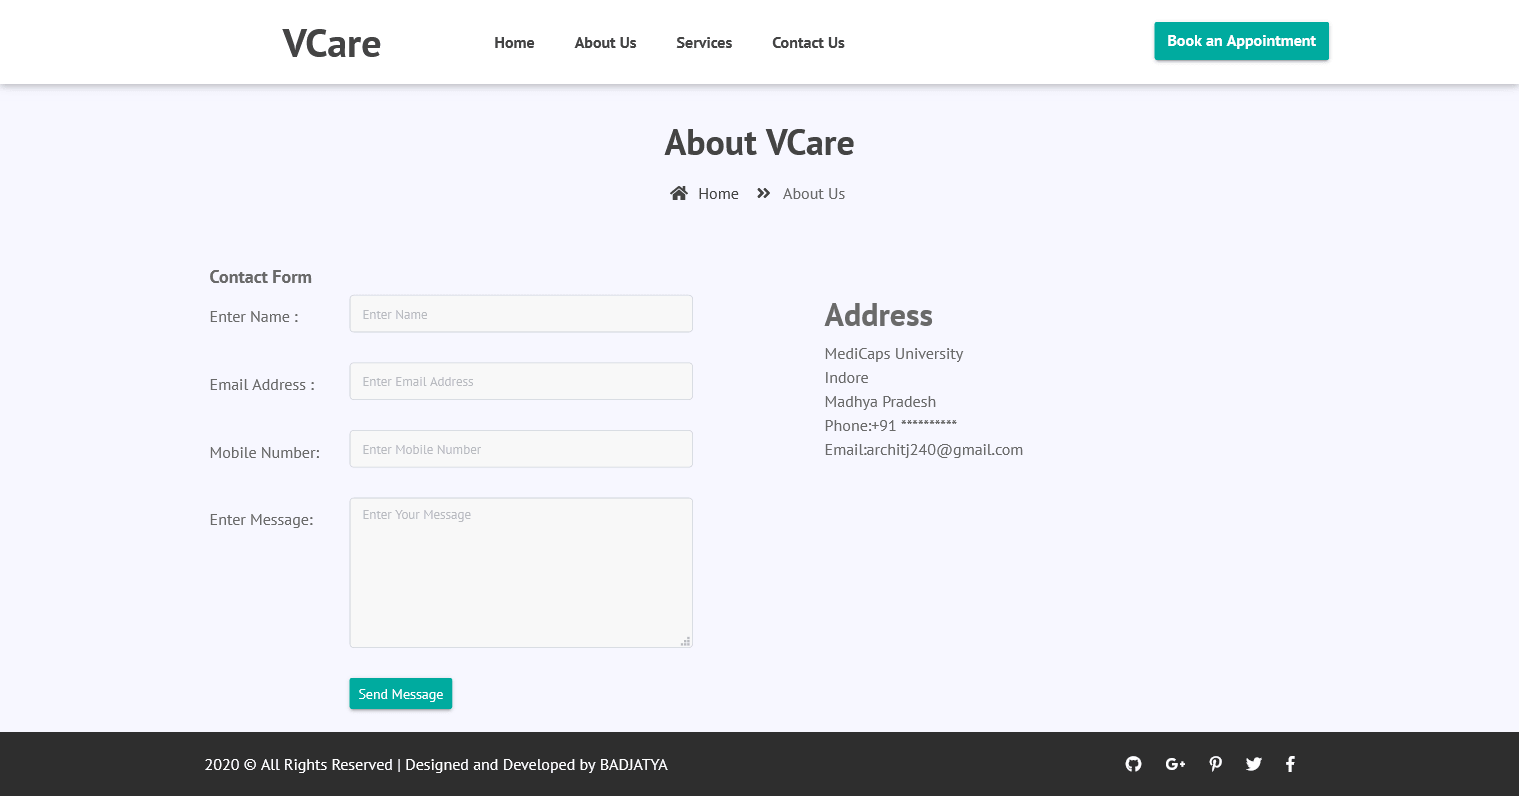 VCare
Home
About Us
Services
Contact Us
Book an Appointment
About VCare
Home
About Us
Contact Form
Enter Name :
Enter Name
Email Address :
Enter Email Address
Mobile Number:
Enter Mobile Number
Enter Message:
Enter Your Message
Send Message
Address
MediCaps University
Indore
Madhya Pradesh
Phone:+91 **********
Email:architj240@gmail.com
2020 © All Rights Reserved | Designed and Developed by BADJATYA